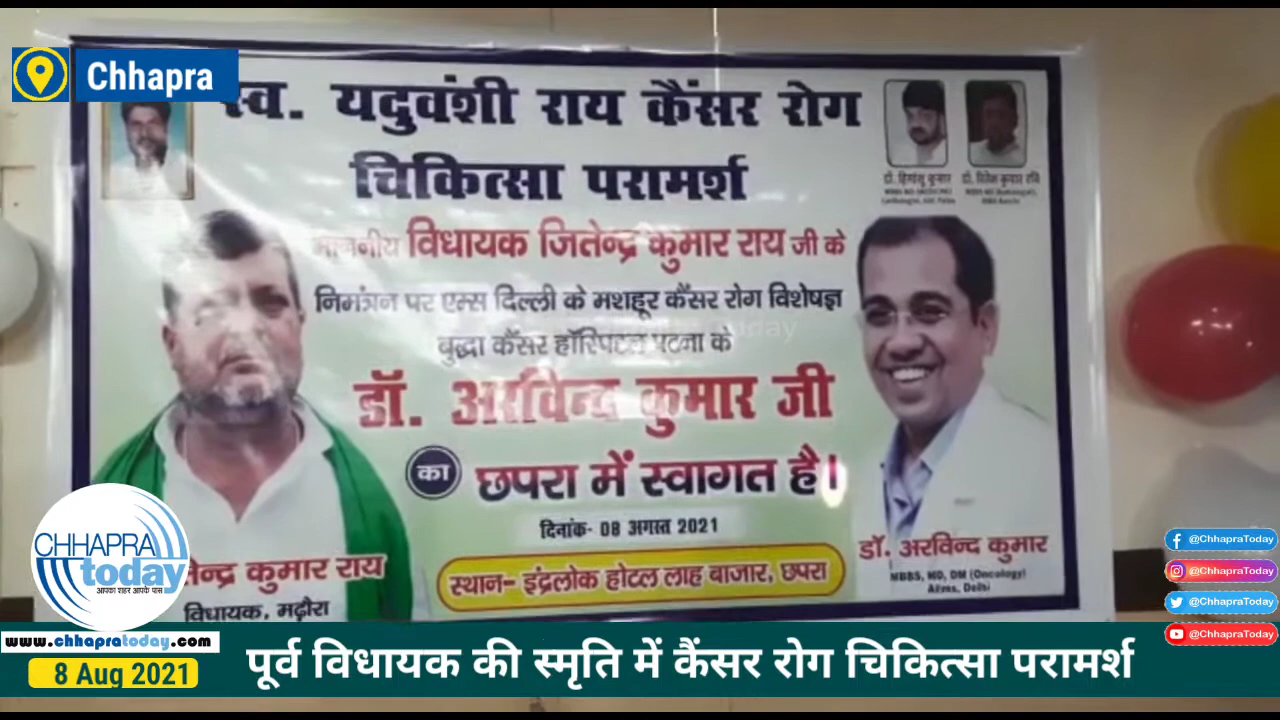 Chhapra
स्व. यदुवंशी राय कैंसर रोग
चिकित्सा परामर्श
डॉ. हिमांशु कुमार
माननीय विधायक जितेन्द्र कुमार राय जी के
निमंत्रन पर एम्स दिल्ली के मशहूर कैंसर रोग विशेषज्ञ
बुद्धा कैंसर हॉस्पिटल पटना के
डॉ. अरविन्द कुमार जी
का छपरा में स्वागत है।
दिनांक- 08 अगस्त 2021
स्थान- इंद्रलोक होटल लाह बाजार, छपरा
डॉ. अरविन्द कुमार
MBBS, MD, DM (Oncology)
Aiims, Delhi
तेन्द्र कुमार राय
विधायक, मढ़ौरा
CHHAPRA
today
आपका शहर आपके पास
@ChhapraToday
@ChhapraToday
@ChhapraToday
@ChhapraToday
www.chhapratoday.com
8 Aug 2021
पूर्व विधायक की स्मृति में कैंसर रोग चिकित्सा परामर्श